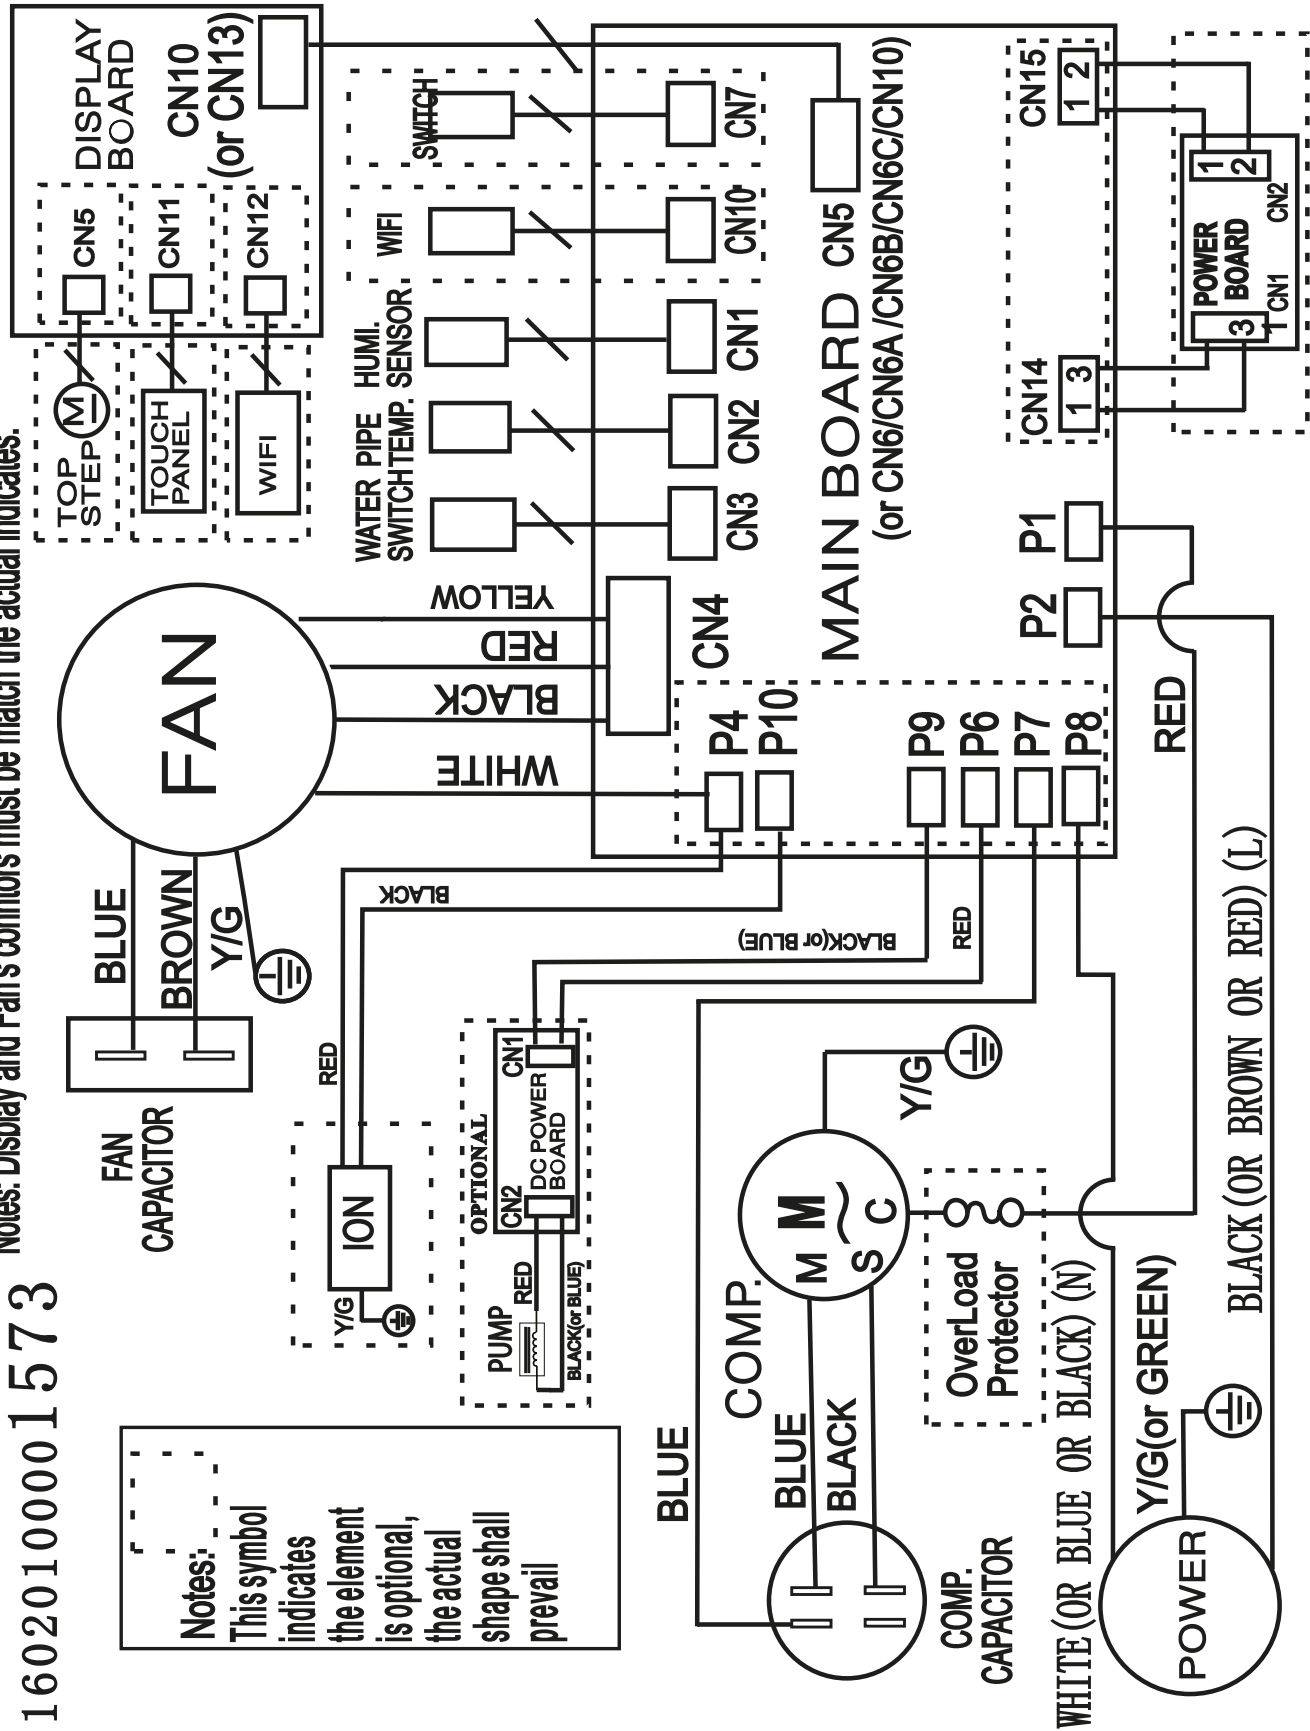 16020100001573
Notes: Display and Fan's conntors must be match the actual indicates.
Notes:
This symbol
indicates
the element
is optional,
the actual
shape shall
prevail
DISPLAY
BOARD
CN10
(or CN13)
CN5
CN11
CN12
TOP
STEP
M
TOUCH
PANEL
WIFI
FAN
BLUE
BROWN
Y/G
FAN
CAPACITOR
YELLOW
RED
BLACK
WHITE
SWITCH
CN7
WIFI
CN10
HUMI.
SENSOR
CN1
PIPE
TEMP.
CN2
WATER
SWITCH
CN3
CN4
MAIN BOARD
CN5
(or CN6/CN6A /CN6B/CN6C/CN10)
P4
P10
P9
P6
P7
P8
P2
P1
CN14
1 3
CN15
1 2
POWER
BOARD
CN1
3
1
CN2
1
2
RED
BLACK
ION
Y/G
BLACK(or BLUE)
RED
OPTIONAL
CN2
CN1
DC POWER
BOARD
PUMP
RED
BLACK(or BLUE)
BLUE
COMP.
M
~
M
S
C
Y/G
BLUE
BLACK
COMP.
CAPACITOR
OverLoad
Protector
RED
WHITE(OR BLUE OR BLACK)(N)
Y/G(or GREEN)
BLACK(OR BROWN OR RED)(L)
POWER